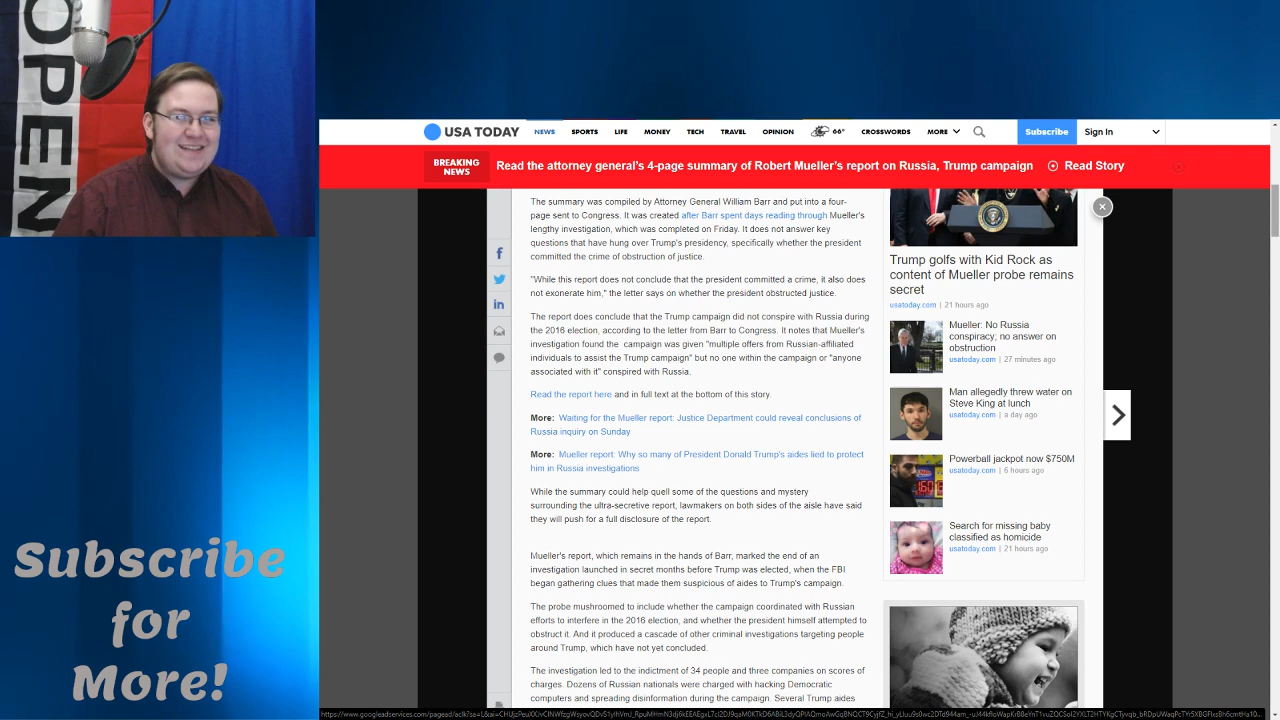 OPE
USA TODAY
NEWS
SPORTS
LIFE
MONEY
TECH
TRAVEL
OPINION
66°
CROSSWORDS
MORE
Subscribe
Sign In
BREAKING
NEWS
Read the attorney general's 4-page summary of Robert Mueller's report on Russia, Trump campaign
Read Story
The summary was compiled by Attorney General William Barr and put into a four-
page sent to Congress. It was created after Barr spent days reading through Mueller's
lengthy investigation, which was completed on Friday. It does not answer key
questions that have hung over Trump's presidency, specifically whether the president
committed the crime of obstruction of justice.
"While this report does not conclude that the president committed a crime, it also does
not exonerate him," the letter says on whether the president obstructed justice.
The report does conclude that the Trump campaign did not conspire with Russia during
the 2016 election, according to the letter from Barr to Congress. It notes that Mueller's
investigation found the campaign was given "multiple offers from Russian-affiliated
individuals to assist the Trump campaign" but no one within the campaign or "anyone
associated with it" conspired with Russia.
Read the report here and in full text at the bottom of this story.
More: Waiting for the Mueller report: Justice Department could reveal conclusions of
Russia inquiry on Sunday
More: Mueller report: Why so many of President Donald Trump's aides lied to protect
him in Russia investigations
While the summary could help quell some of the questions and mystery
surrounding the ultra-secretive report, lawmakers on both sides of the aisle have said
they will push for a full disclosure of the report.
Mueller's report, which remains in the hands of Barr, marked the end of an
investigation launched in secret months before Trump was elected, when the FBI
began gathering clues that made them suspicious of aides to Trump's campaign.
The probe mushroomed to include whether the campaign coordinated with Russian
efforts to interfere in the 2016 election, and whether the president himself attempted to
obstruct it. And it produced a cascade of other criminal investigations targeting people
around Trump, which have not yet concluded.
The investigation led to the indictment of 34 people and three companies on scores of
charges. Dozens of Russian nationals were charged with hacking Democratic
computers and spreading disinformation during the campaign. Several Trump aides
Trump golfs with Kid Rock as
content of Mueller probe remains
secret
usatoday.com | 21 hours ago
Mueller: No Russia
conspiracy; no answer on
obstruction
usatoday.com | 27 minutes ago
Man allegedly threw water on
Steve King at lunch
usatoday.com | a day ago
Powerball jackpot now $750M
usatoday.com | 6 hours ago
Search for missing baby
classified as homicide
usatoday.com | 21 hours ago
Subscribe
for
More!